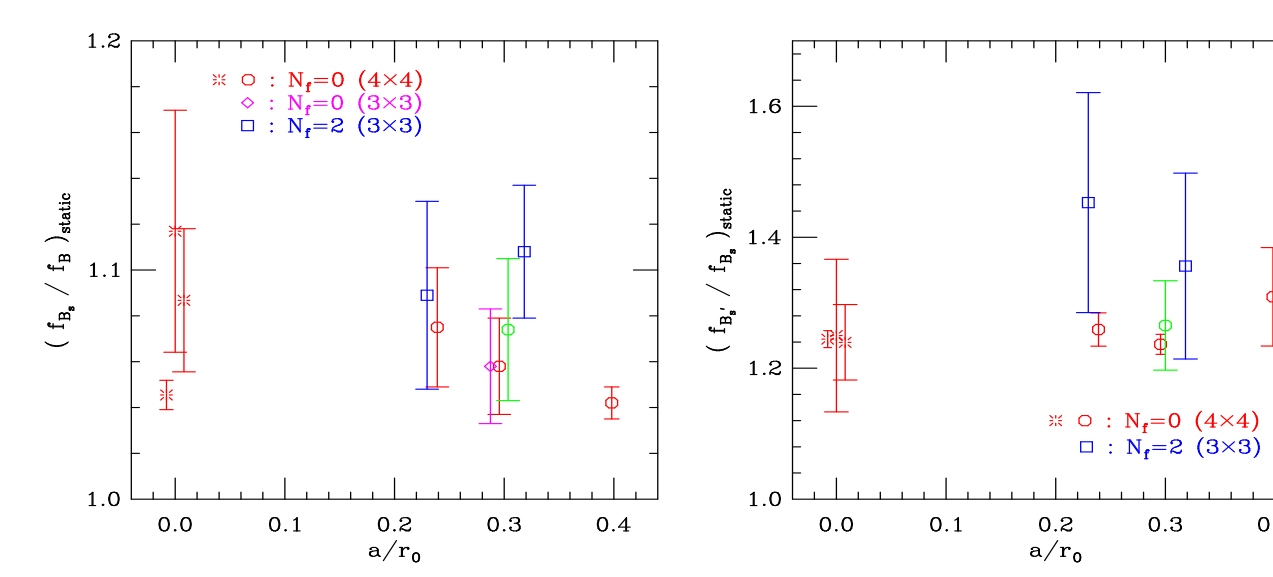 1.2
1.1
1.0
( f_{B_s} / f_B )_{static}
※ ○ : N_f=0 (4×4)
◇ : N_f=0 (3×3)
□ : N_f=2 (3×3)
0.0 0.1 0.2 0.3 0.4
a/r_0
1.6
1.4
1.2
1.0
( f_{B_s'} / f_{B_s} )_{static}
※ ○ : N_f=0 (4×4)
□ : N_f=2 (3×3)
0.0 0.1 0.2 0.3 0
a/r_0